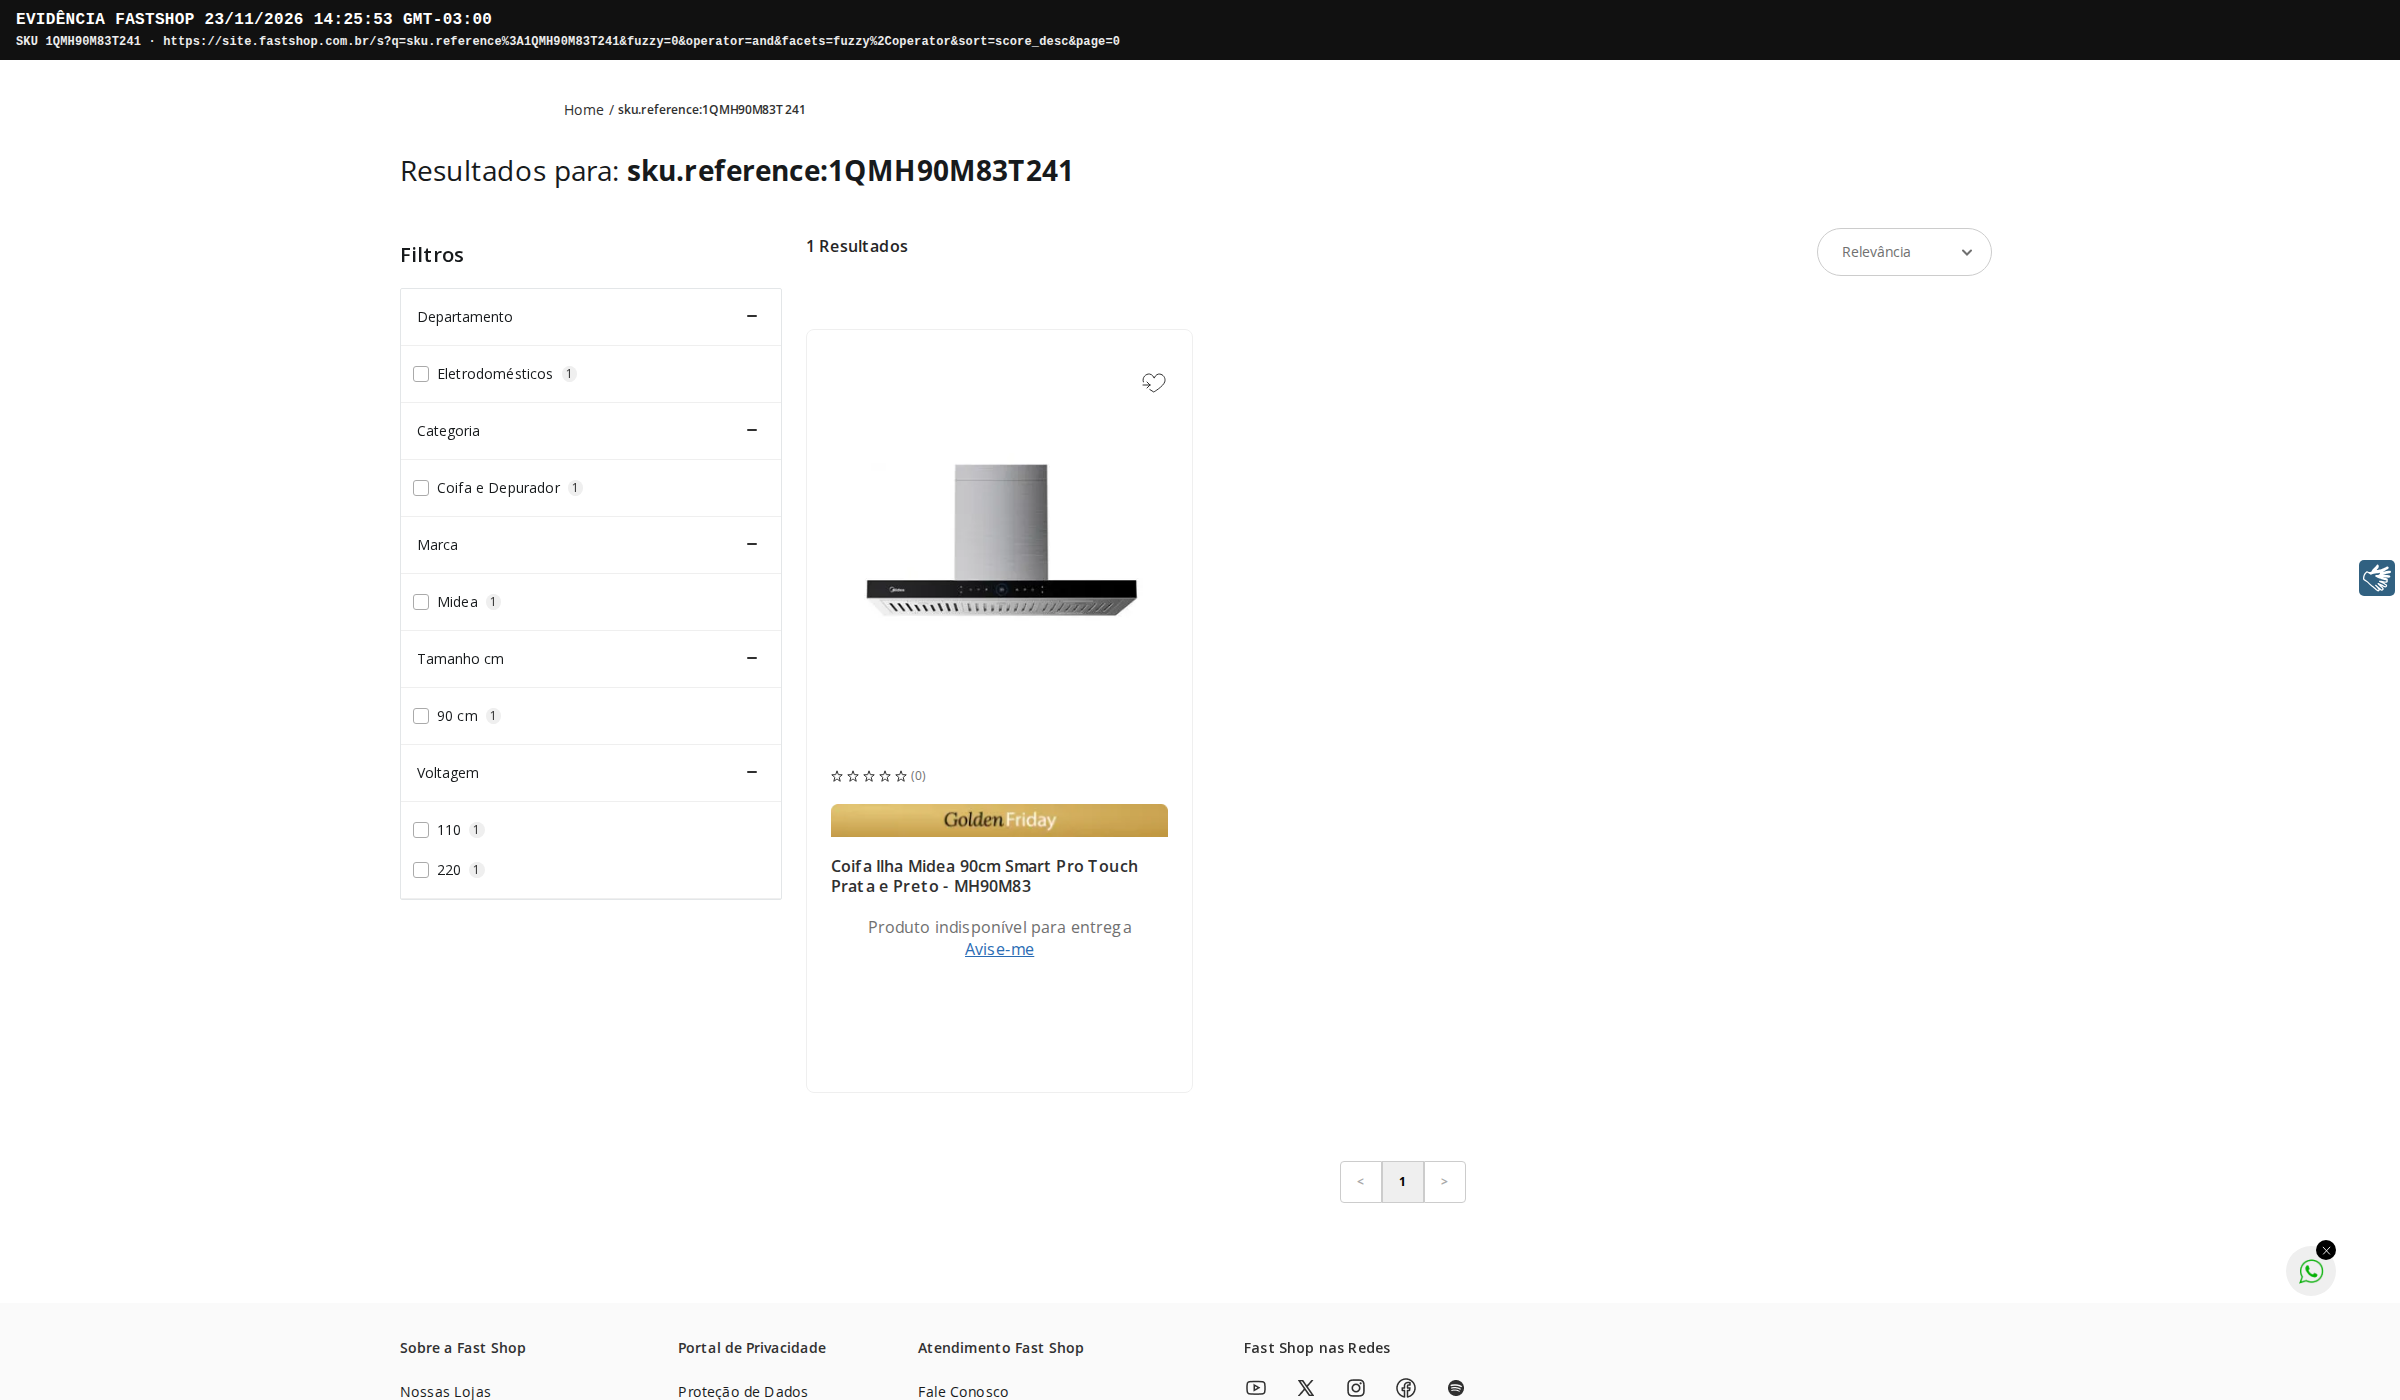 EVIDÊNCIA FASTSHOP 23/11/2026 14:25:53 GMT-03:00
SKU 1QMH90M83T241 · https://site.fastshop.com.br/s?q=sku.reference%3A1QMH90M83T241&fuzzy=0&operator=and&facets=fuzzy%2Coperator&sort=score_desc&page=0
Home / sku.reference:1QMH90M83T241
Resultados para: sku.reference:1QMH90M83T241
Filtros
1 Resultados
Relevância
Departamento
Eletrodomésticos 1
Categoria
Coifa e Depurador 1
Marca
Midea 1
Tamanho cm
90 cm 1
Voltagem
110 1
220 1
Midea
(0)
Golden Friday
Coifa Ilha Midea 90cm Smart Pro Touch
Prata e Preto - MH90M83
Produto indisponível para entrega
Avise-me
< 1 >
Sobre a Fast Shop
Portal de Privacidade
Atendimento Fast Shop
Fast Shop nas Redes
Nossas Lojas
Proteção de Dados
Fale Conosco